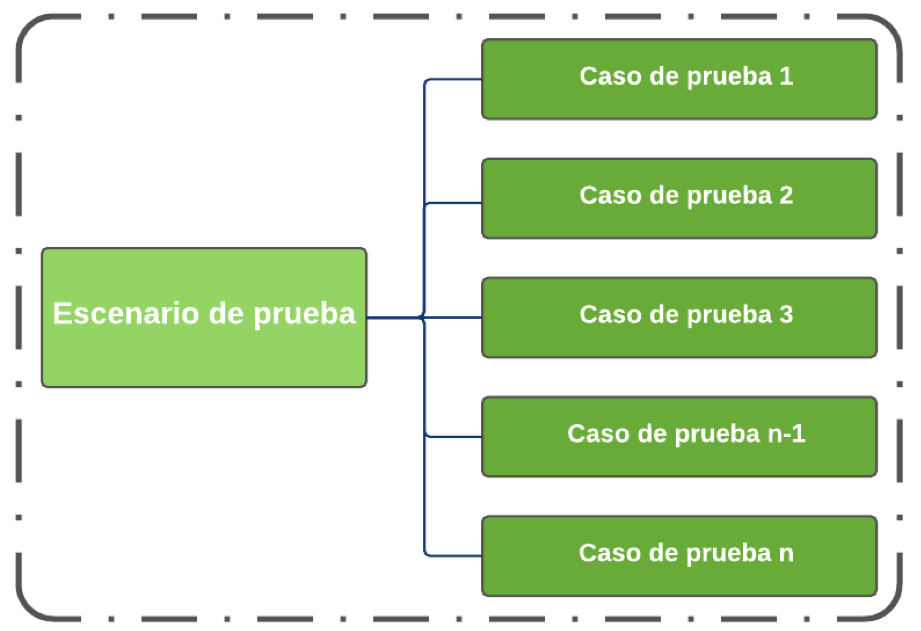 Caso de prueba 1
Caso de prueba 2
Escenario de prueba
Caso de prueba 3
Caso de prueba n-1
Caso de prueba n